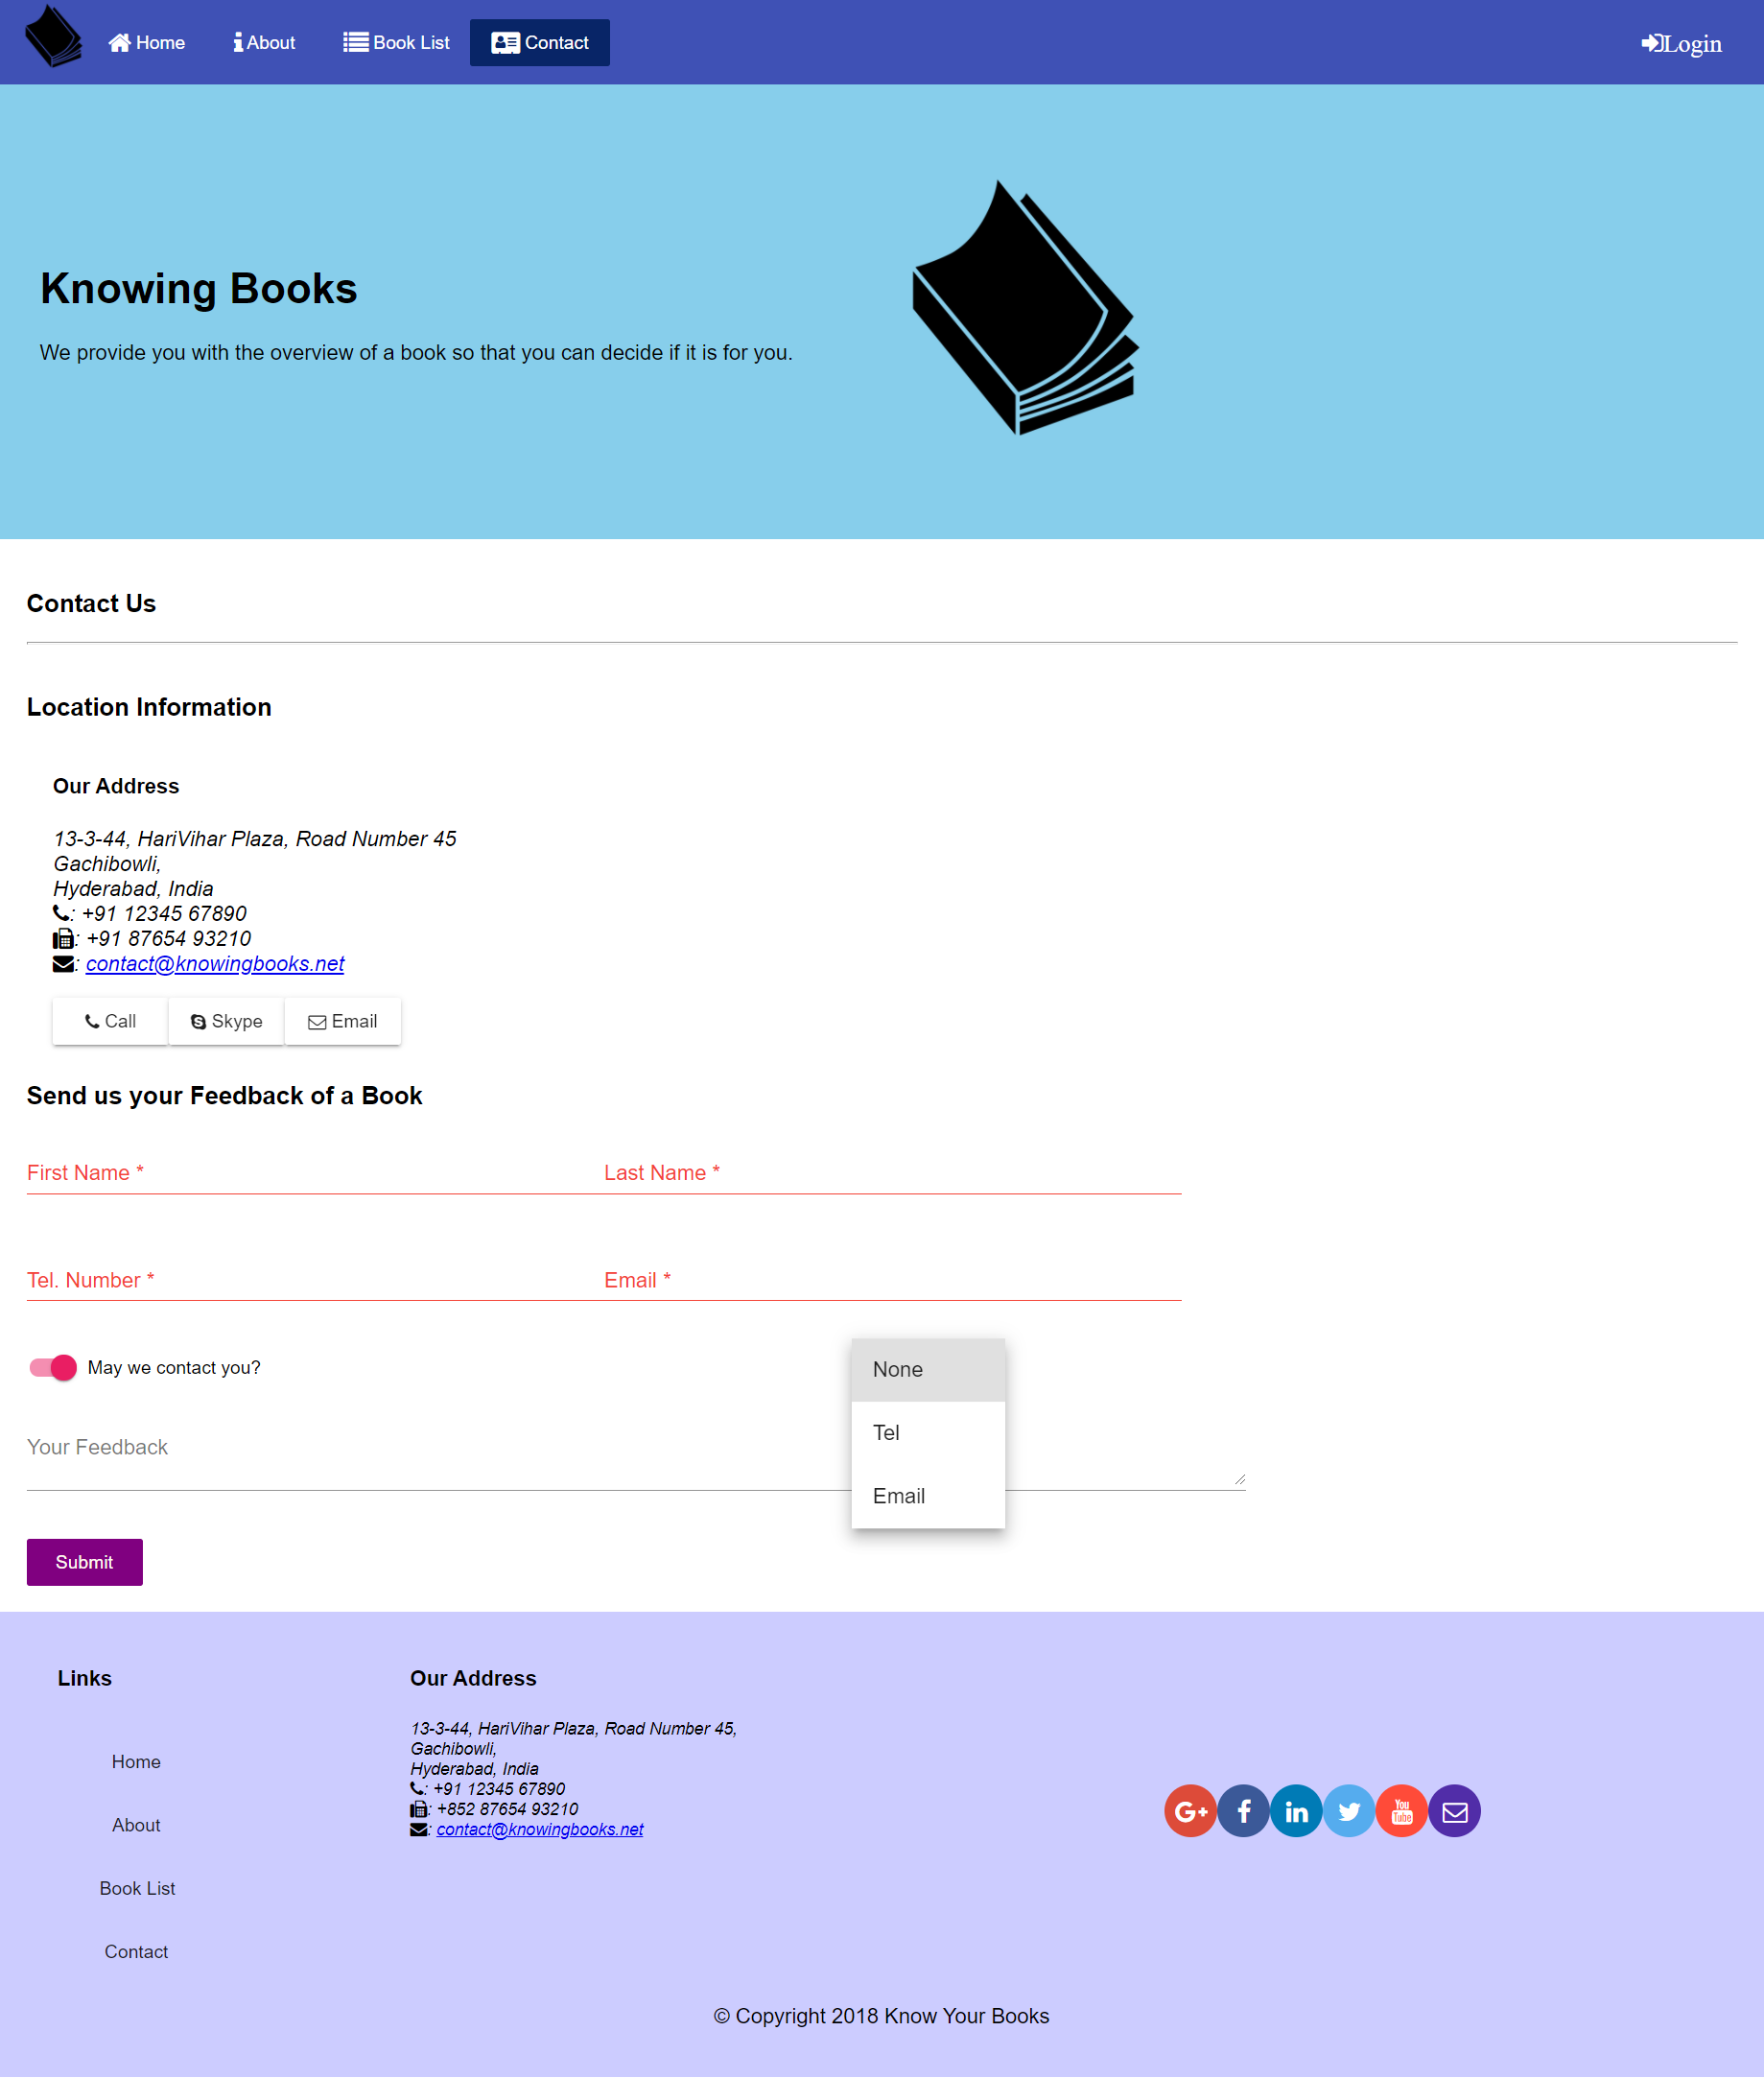 Home
About
Book List
Contact
Login
Knowing Books
We provide you with the overview of a book so that you can decide if it is for you.
Contact Us
Location Information
Our Address
13-3-44, HariVihar Plaza, Road Number 45
Gachibowli,
Hyderabad, India
: +91 12345 67890
: +91 87654 93210
: contact@knowingbooks.net
Call
Skype
Email
Send us your Feedback of a Book
First Name *
Last Name *
Tel. Number *
Email *
May we contact you?
None
Tel
Email
Your Feedback
Submit
Links
Home
About
Book List
Contact
Our Address
13-3-44, HariVihar Plaza, Road Number 45,
Gachibowli,
Hyderabad, India
: +91 12345 67890
: +852 87654 93210
: contact@knowingbooks.net
G+
f
in
You
Tube
© Copyright 2018 Know Your Books